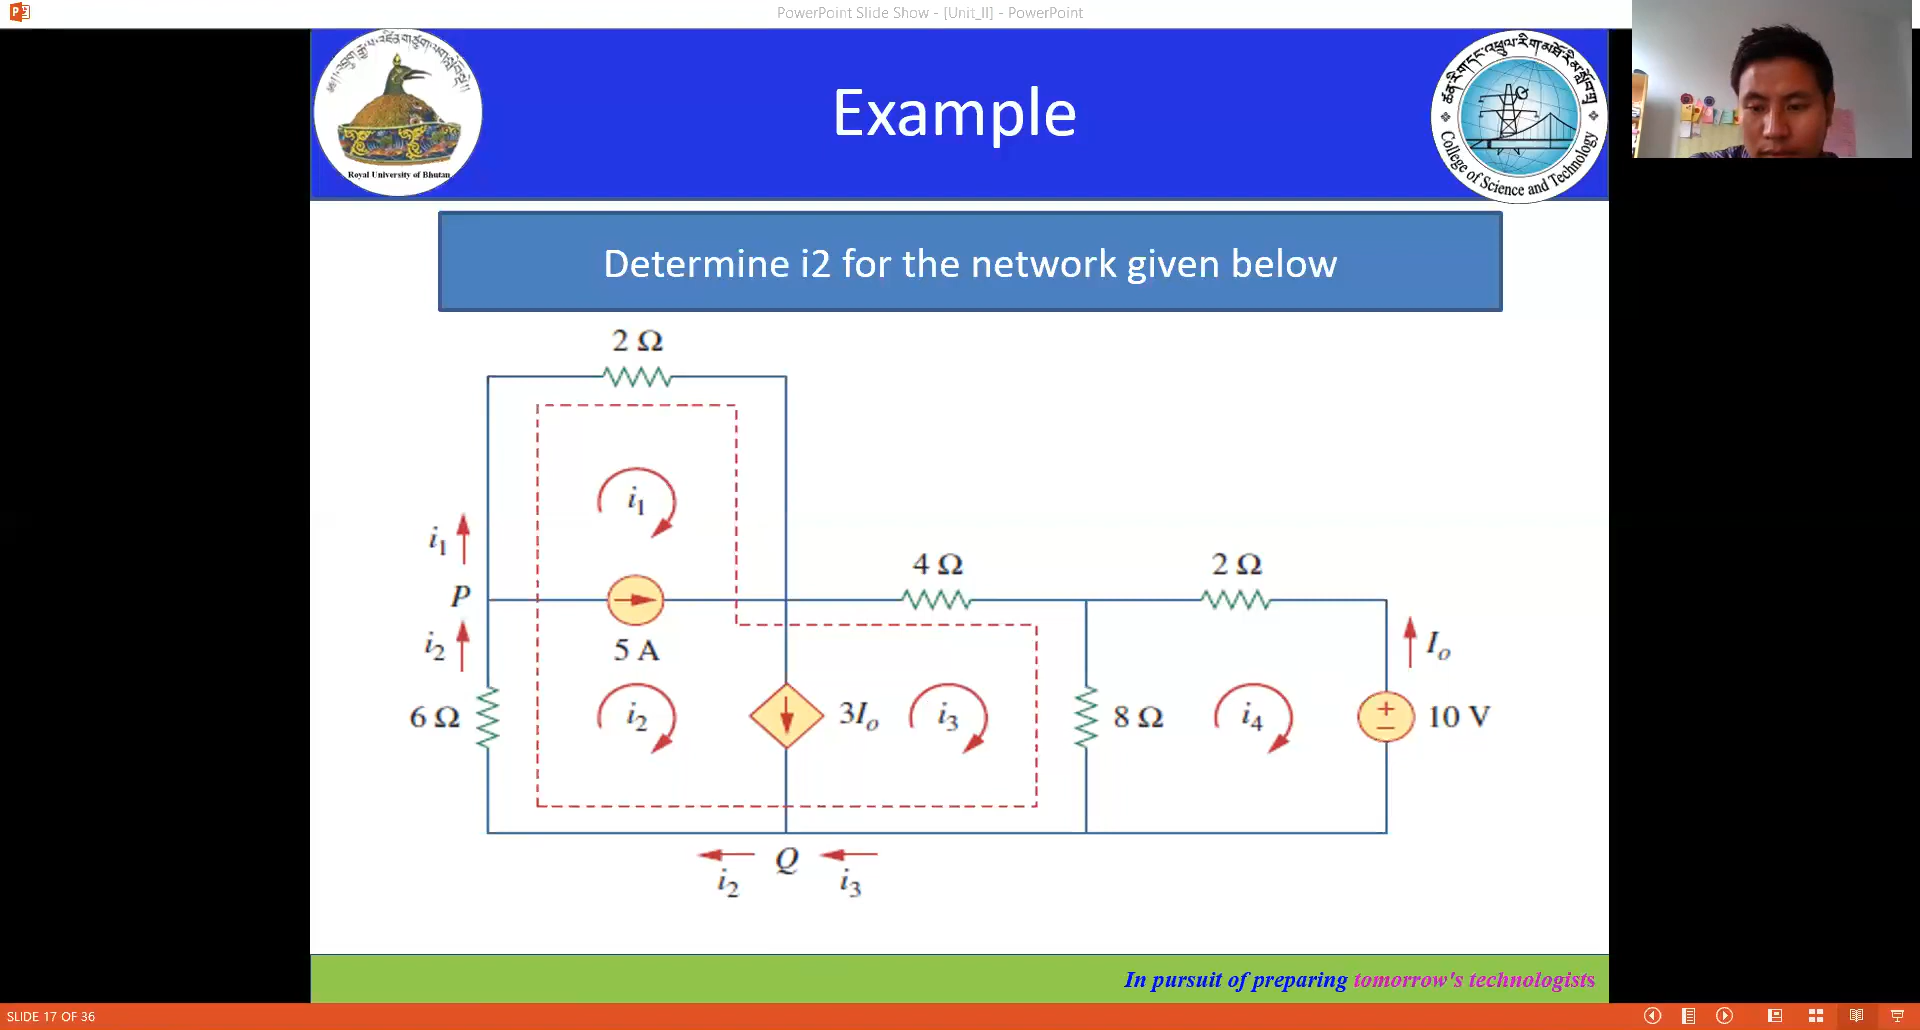 PowerPoint Slide Show - [Unit_II] - PowerPoint
Royal University of Bhutan
Example
College of Science and Technology
Determine i2 for the network given below
2 Ω
i1
i1
P
5 A
4 Ω
2 Ω
i2
Io
6 Ω
i2
3Io
i3
8 Ω
i4
+
−
10 V
Q
i2
i3
In pursuit of preparing tomorrow's technologists
SLIDE 17 OF 36